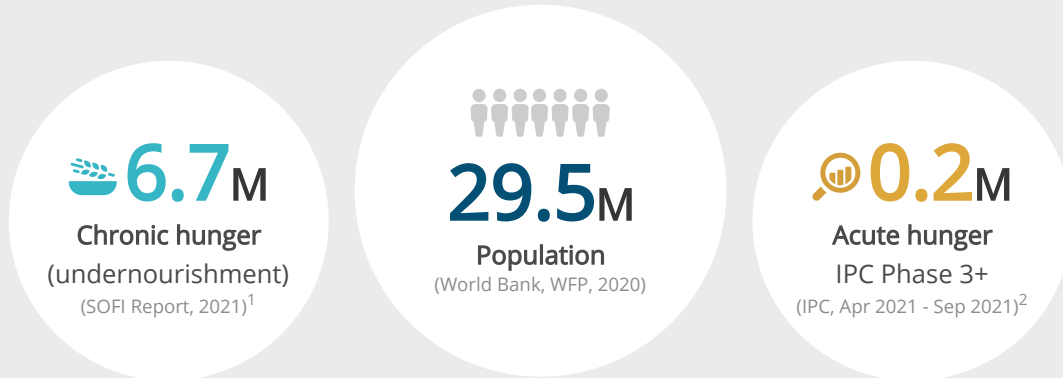 6.7M
Chronic hunger
(undernourishment)
(SOFI Report, 2021)1
29.5M
Population
(World Bank, WFP, 2020)
0.2M
Acute hunger
IPC Phase 3+
(IPC, Apr 2021 - Sep 2021)2